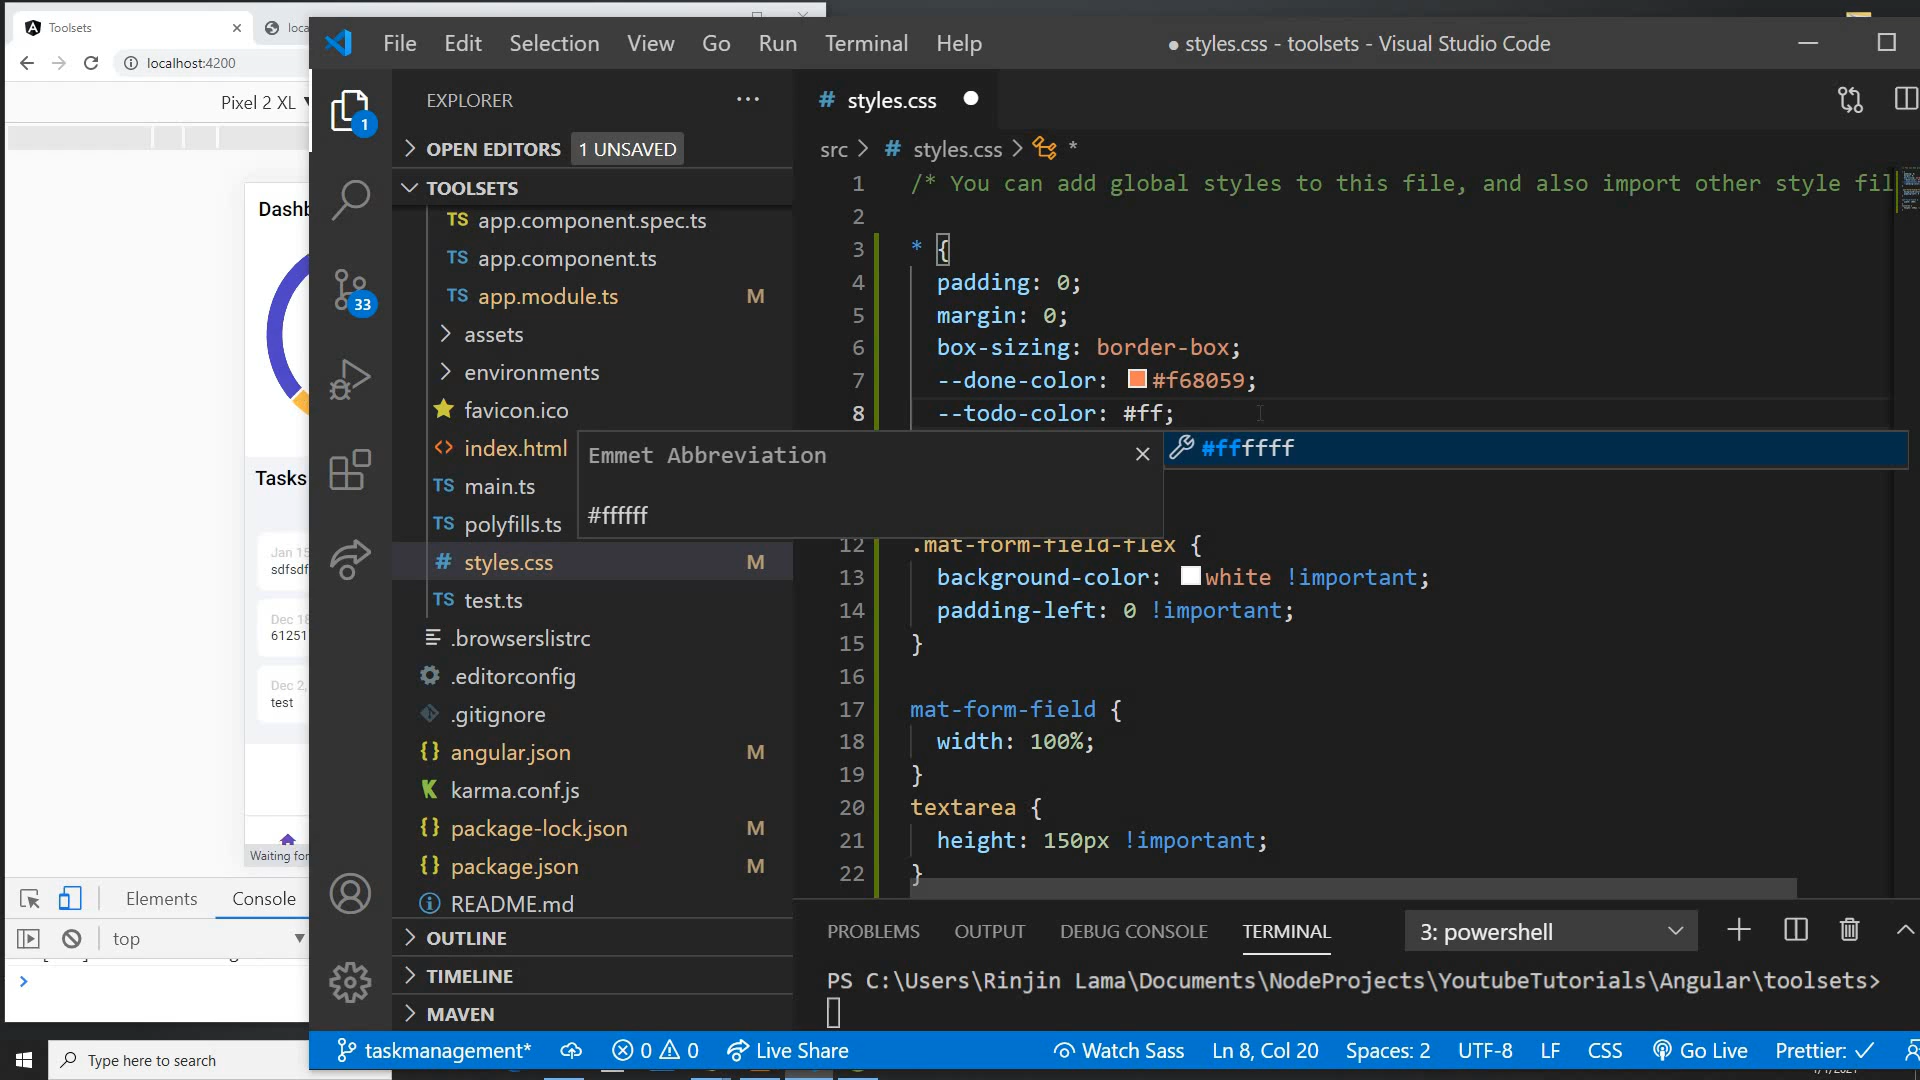 Toolsets
loca
localhost:4200
Pixel 2 XL
Dashb
Tasks
Jan 15
sdfsdf
Dec 18
61251
Dec 2,
test
Waiting for
Elements
Console
top
Type here to search
File Edit Selection View Go Run Terminal Help
● styles.css - toolsets - Visual Studio Code
1
33
EXPLORER
OPEN EDITORS 1 UNSAVED
TOOLSETS
TS app.component.spec.ts
TS app.component.ts
TS app.module.ts M
assets
environments
favicon.ico
index.html
TS main.ts
TS polyfills.ts
# styles.css M
TS test.ts
.browserslistrc
.editorconfig
.gitignore
{} angular.json M
karma.conf.js
{} package-lock.json M
{} package.json M
README.md
OUTLINE
TIMELINE
MAVEN
# styles.css
src > # styles.css > *
1 /* You can add global styles to this file, and also import other style fil
2
3 * {
4 padding: 0;
5 margin: 0;
6 box-sizing: border-box;
7 --done-color: #f68059;
8 --todo-color: #ff;
Emmet Abbreviation
#ffffff
#ffffff
12 .mat-form-field-flex {
13 background-color: white !important;
14 padding-left: 0 !important;
15 }
16
17 mat-form-field {
18 width: 100%;
19 }
20 textarea {
21 height: 150px !important;
22 }
PROBLEMS OUTPUT DEBUG CONSOLE TERMINAL 3: powershell
PS C:\Users\Rinjin Lama\Documents\NodeProjects\YoutubeTutorials\Angular\toolsets>
taskmanagement* 0 0 Live Share Watch Sass Ln 8, Col 20 Spaces: 2 UTF-8 LF CSS Go Live Prettier: ✓